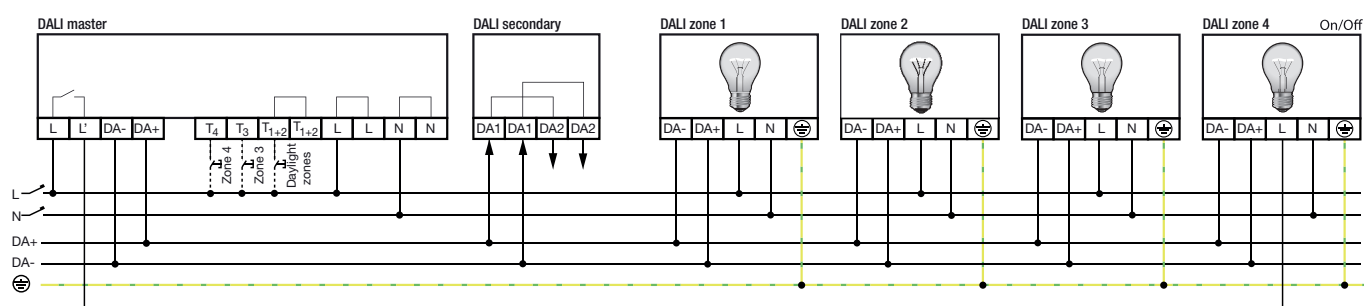 DALI master DALI secondary DALI zone 1 DALI zone 2 DALI zone 3 DALI zone 4 On/Off
L L' DA- DA+ T4 T3 T1+2 T1+2 L L N N DA1 DA1 DA2 DA2 DA- DA+ L N DA- DA+ L N DA- DA+ L N DA- DA+ L N
Zone 4
Zone 3
Daylight
zones
L
N
DA+
DA-